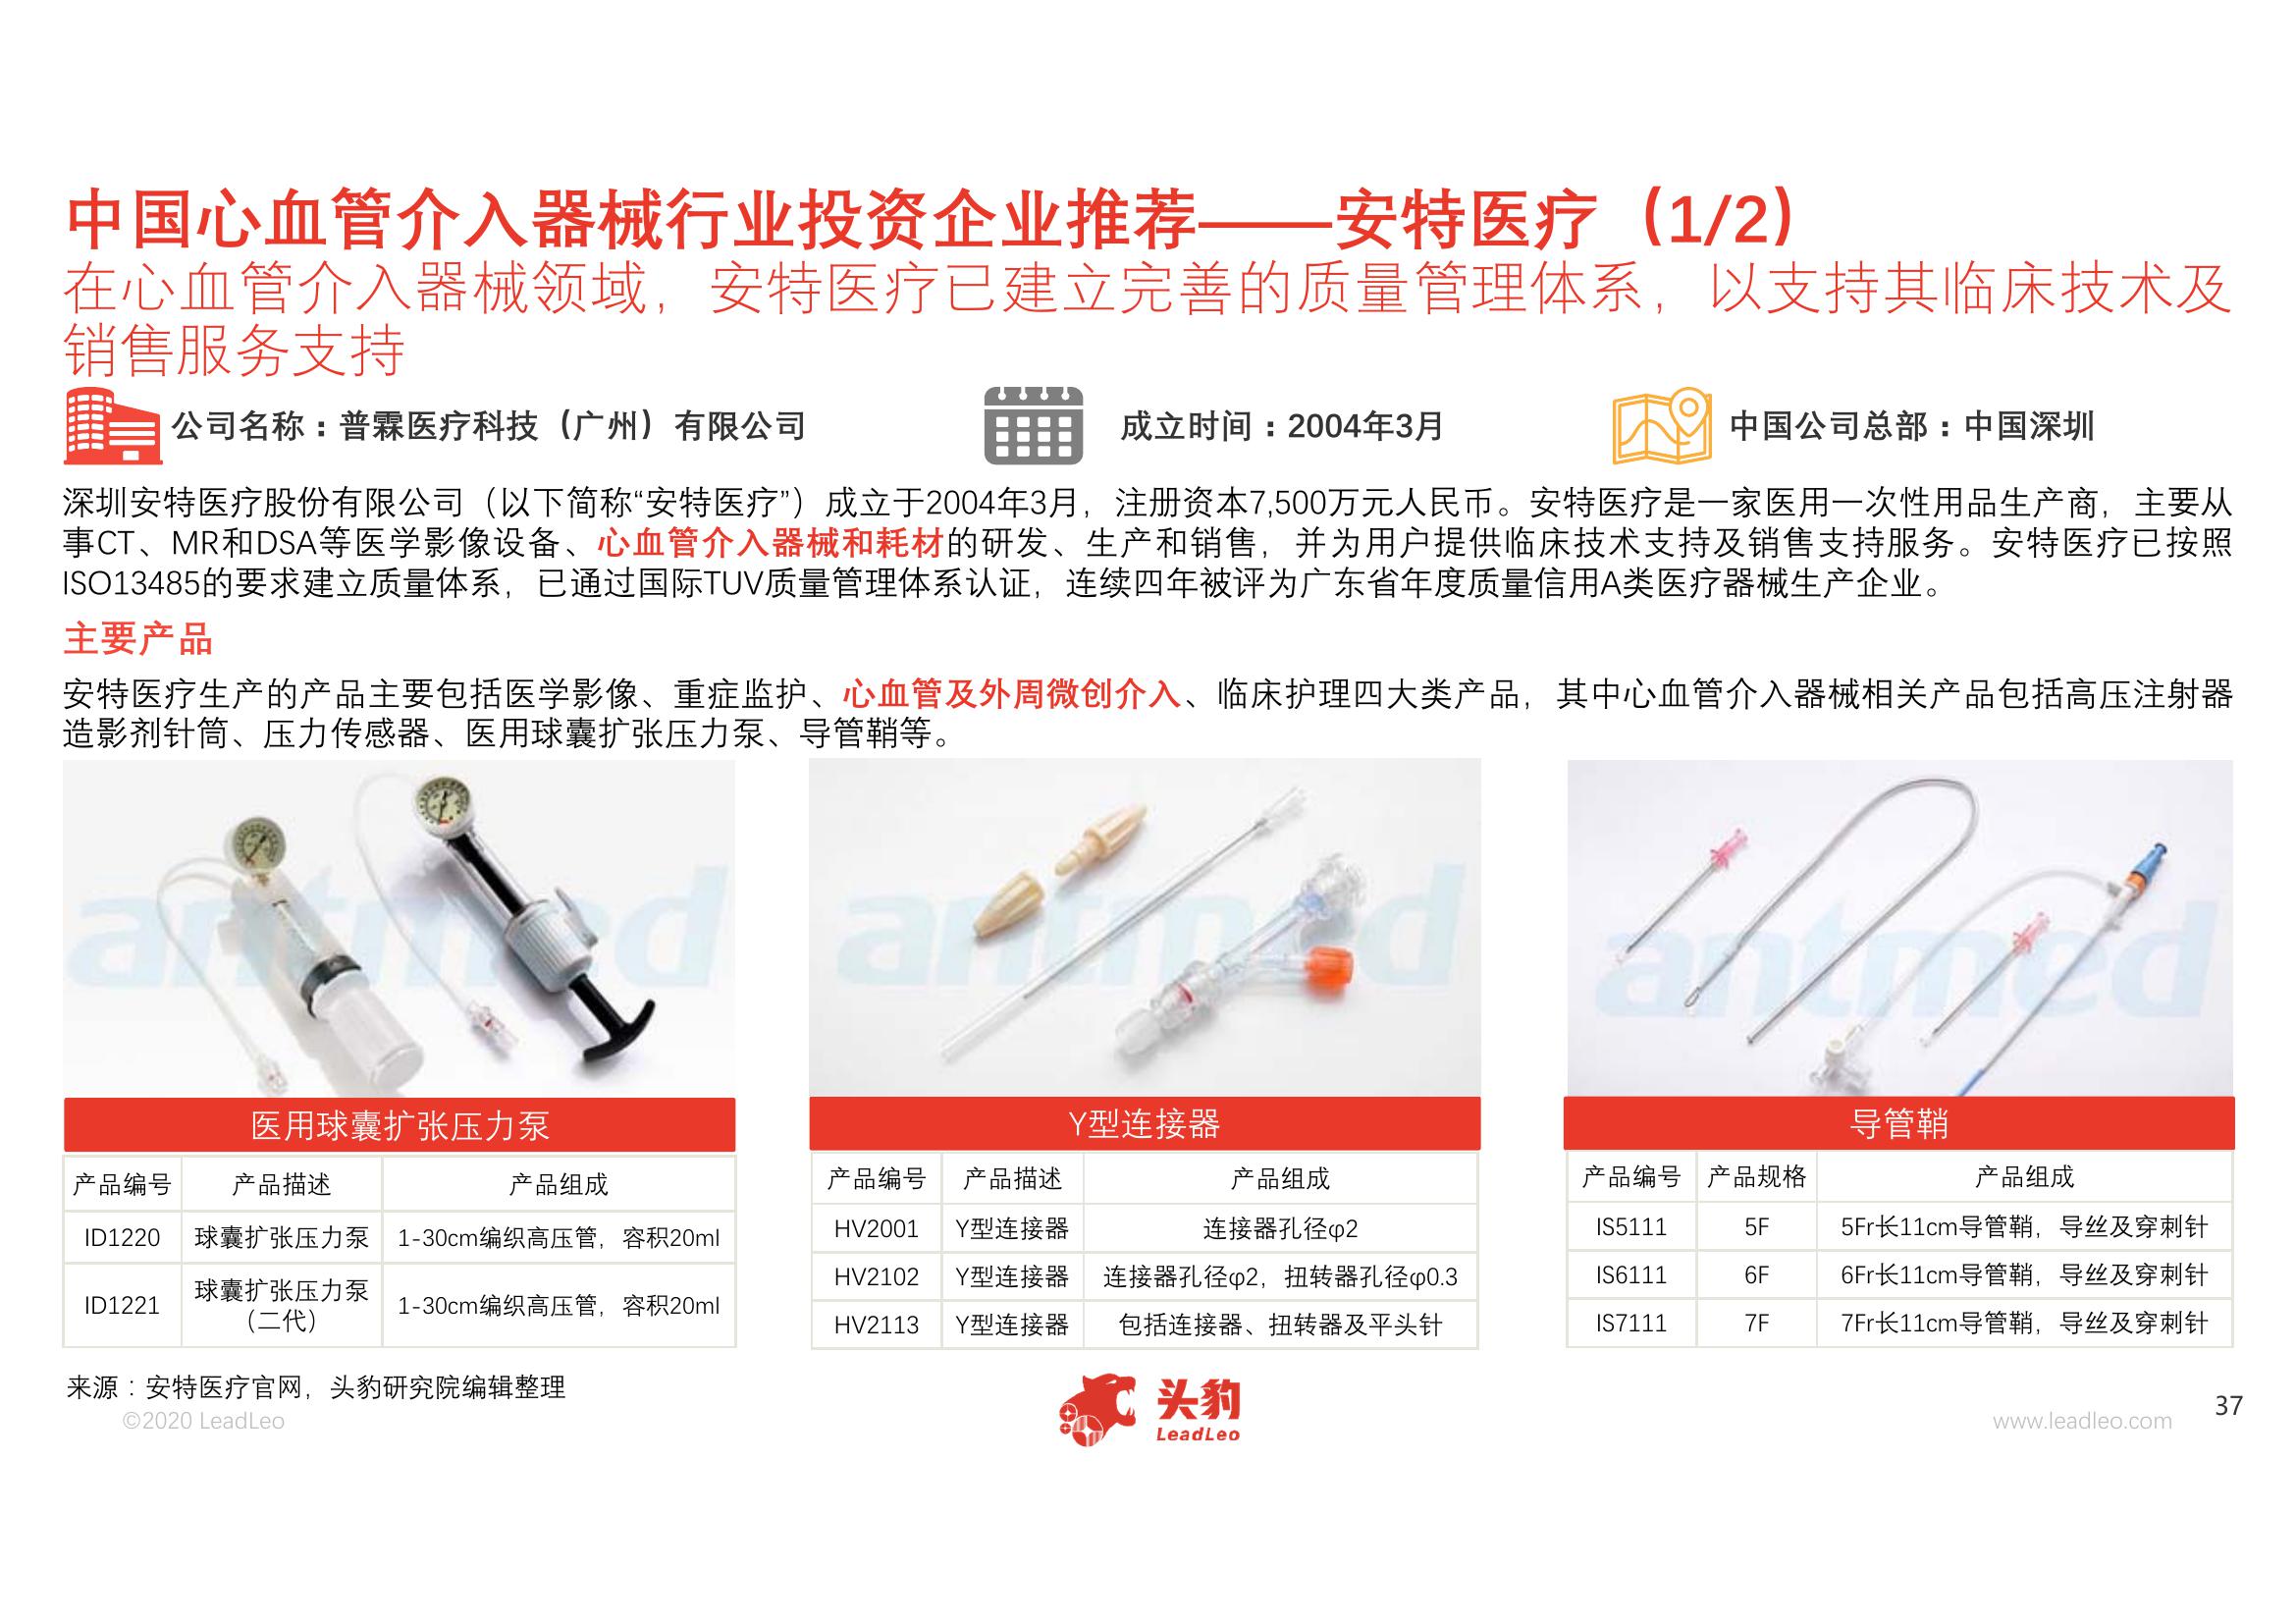 中国心血管介入器械行业投资企业推荐——安特医疗（1/2）
在心血管介入器械领域，安特医疗已建立完善的质量管理体系，以支持其临床技术及
销售服务支持
公司名称：普霖医疗科技（广州）有限公司
成立时间：2004年3月
中国公司总部：中国深圳
深圳安特医疗股份有限公司（以下简称“安特医疗”）成立于2004年3月，注册资本7,500万元人民币。安特医疗是一家医用一次性用品生产商，主要从
事CT、MR和DSA等医学影像设备、心血管介入器械和耗材的研发、生产和销售，并为用户提供临床技术支持及销售支持服务。安特医疗已按照
ISO13485的要求建立质量体系，已通过国际TUV质量管理体系认证，连续四年被评为广东省年度质量信用A类医疗器械生产企业。
主要产品
安特医疗生产的产品主要包括医学影像、重症监护、心血管及外周微创介入、临床护理四大类产品，其中心血管介入器械相关产品包括高压注射器
造影剂针筒、压力传感器、医用球囊扩张压力泵、导管鞘等。
antmed
antmed
antmed
医用球囊扩张压力泵
产品编号 产品描述 产品组成
ID1220 球囊扩张压力泵 1-30cm编织高压管，容积20ml
ID1221 球囊扩张压力泵 1-30cm编织高压管，容积20ml
（二代）
Y型连接器
产品编号 产品描述 产品组成
HV2001 Y型连接器 连接器孔径φ2
HV2102 Y型连接器 连接器孔径φ2，扭转器孔径φ0.3
HV2113 Y型连接器 包括连接器、扭转器及平头针
导管鞘
产品编号 产品规格 产品组成
IS5111 5F 5Fr长11cm导管鞘，导丝及穿刺针
IS6111 6F 6Fr长11cm导管鞘，导丝及穿刺针
IS7111 7F 7Fr长11cm导管鞘，导丝及穿刺针
来源：安特医疗官网，头豹研究院编辑整理
©2020 LeadLeo
头豹
LeadLeo
www.leadleo.com
37